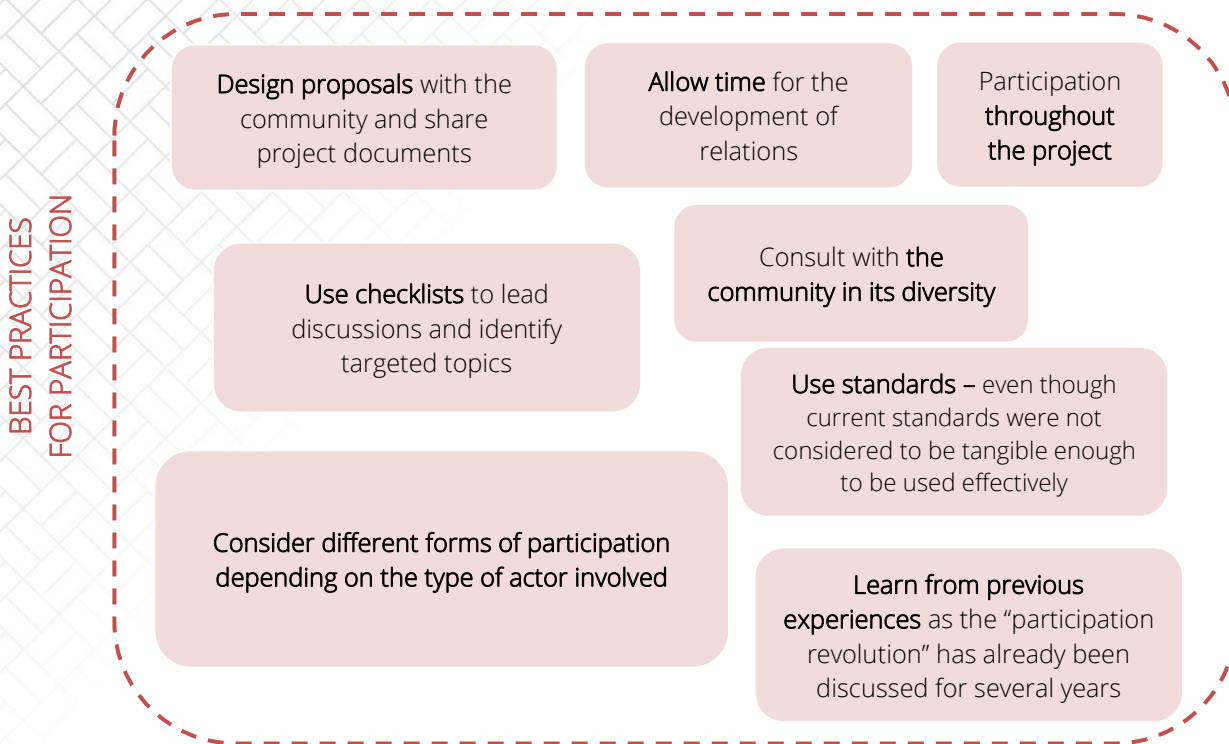 BEST PRACTICES
FOR PARTICIPATION
Design proposals with the
community and share
project documents
Allow time for the
development of
relations
Participation
throughout
the project
Use checklists to lead
discussions and identify
targeted topics
Consult with the
community in its diversity
Use standards – even though
current standards were not
considered to be tangible enough
to be used effectively
Consider different forms of participation
depending on the type of actor involved
Learn from previous
experiences as the “participation
revolution” has already been
discussed for several years